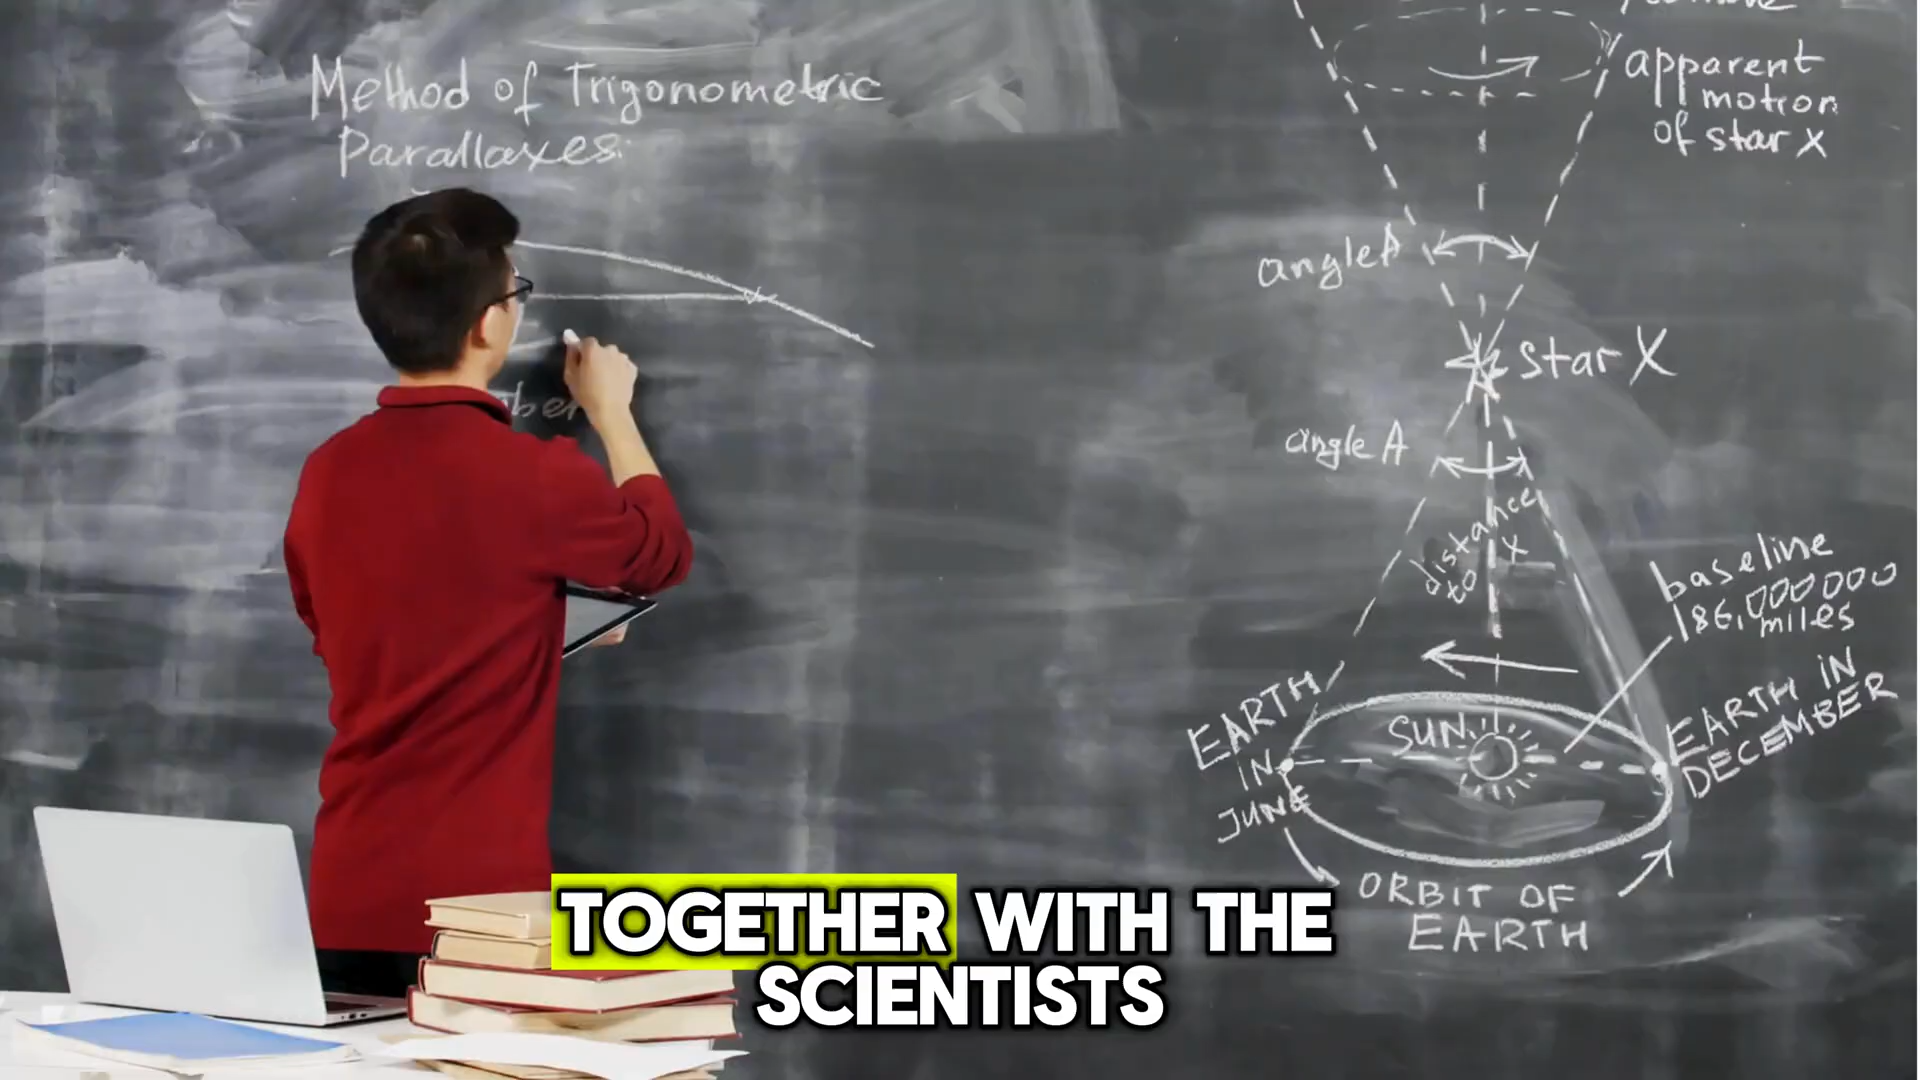 Method of Trigonometric
Parallaxes:
apparent
motion
of star X
angle A
star X
angle A
distance
to X
baseline
186,000000
miles
EARTH
IN
JUNE
SUN
EARTH IN
DECEMBER
ORBIT OF
EARTH
TOGETHER WITH THE
SCIENTISTS